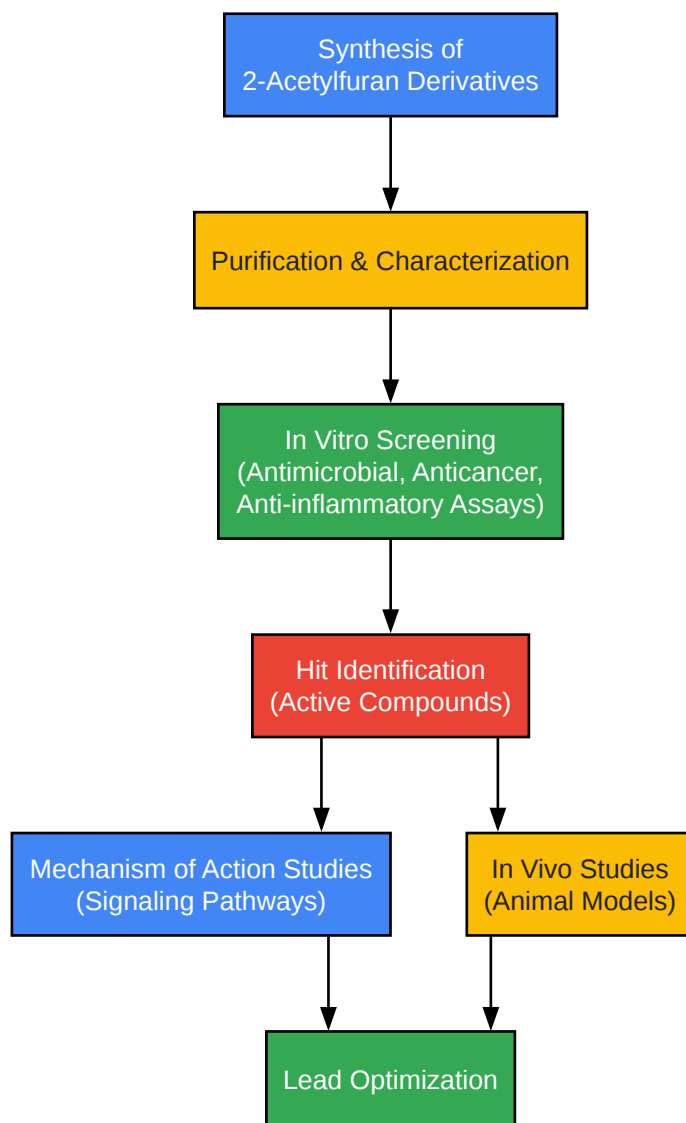 Synthesis of
2-Acetylfuran Derivatives
Purification & Characterization
In Vitro Screening
(Antimicrobial, Anticancer,
Anti-inflammatory Assays)
Hit Identification
(Active Compounds)
Mechanism of Action Studies
(Signaling Pathways)
In Vivo Studies
(Animal Models)
Lead Optimization